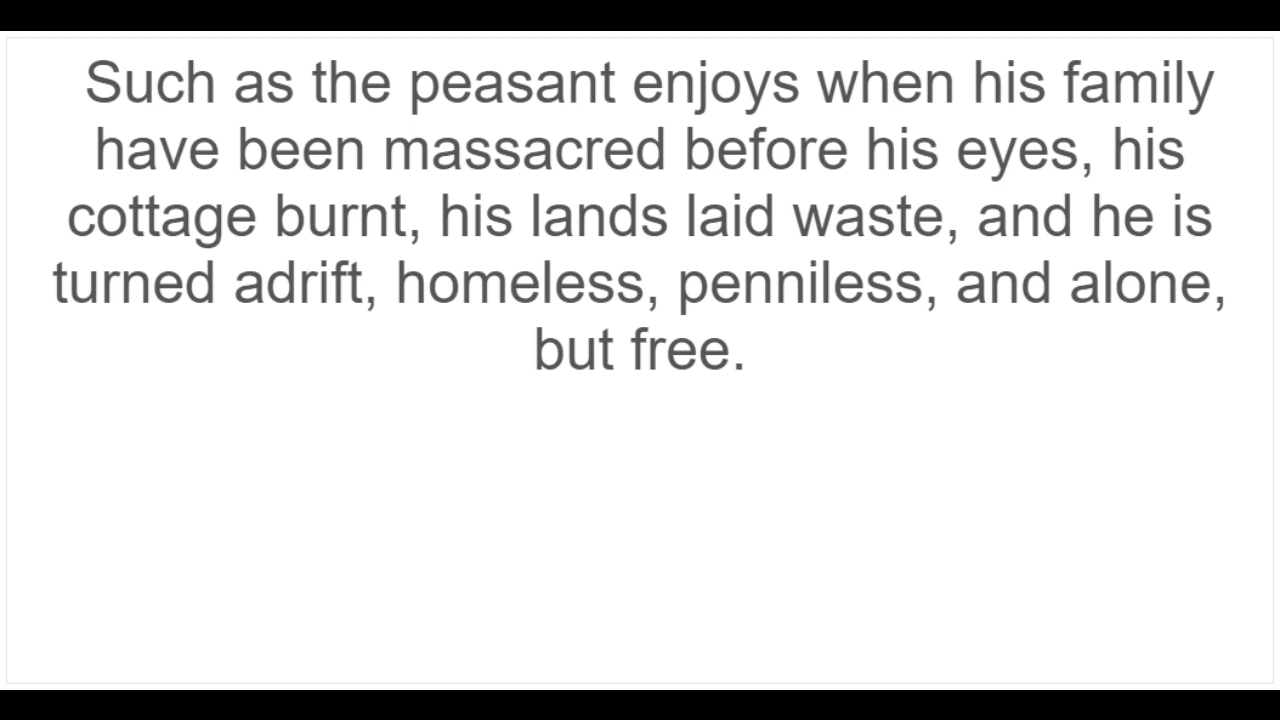 Such as the peasant enjoys when his family
have been massacred before his eyes, his
cottage burnt, his lands laid waste, and he is
turned adrift, homeless, penniless, and alone,
but free.